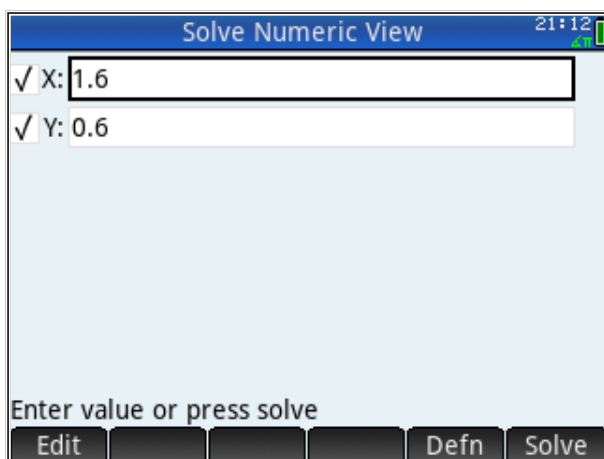 Solve Numeric View 21:12
∠π
√ X: 1.6
√ Y: 0.6
Enter value or press solve
Edit Defn Solve